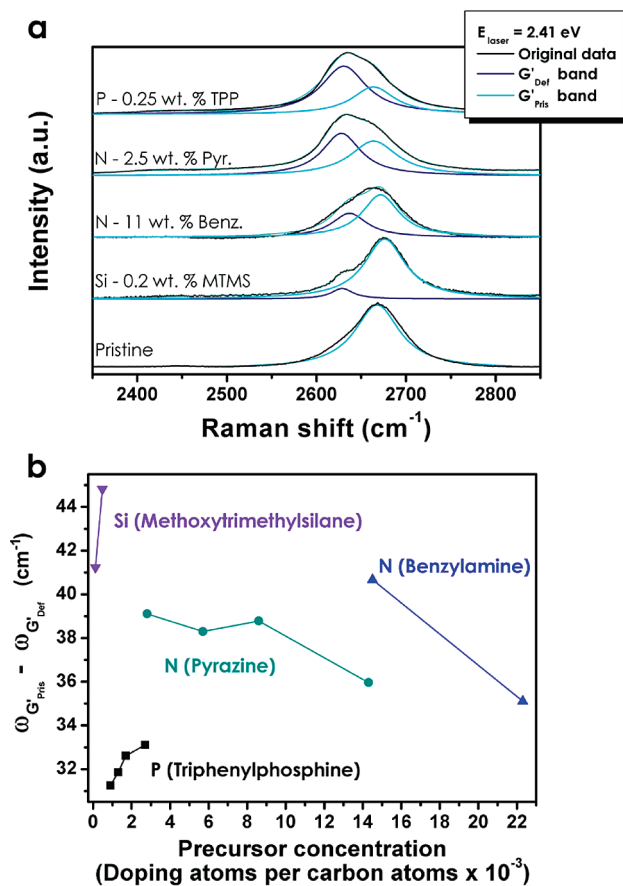 a
E laser = 2.41 eV
Original data
G'Def band
G'Pris band
P - 0.25 wt. % TPP
N - 2.5 wt. % Pyr.
N - 11 wt. % Benz.
Si - 0.2 wt. % MTMS
Pristine
Intensity (a.u.)
2400 2500 2600 2700 2800
Raman shift (cm-1)
b
44
42
40
38
36
34
32
ωG'Pris - ωG'Def (cm-1)
Si (Methoxytrimethylsilane)
N (Benzylamine)
N (Pyrazine)
P (Triphenylphosphine)
0 2 4 6 8 10 12 14 16 18 20 22
Precursor concentration
(Doping atoms per carbon atoms x 10-3)